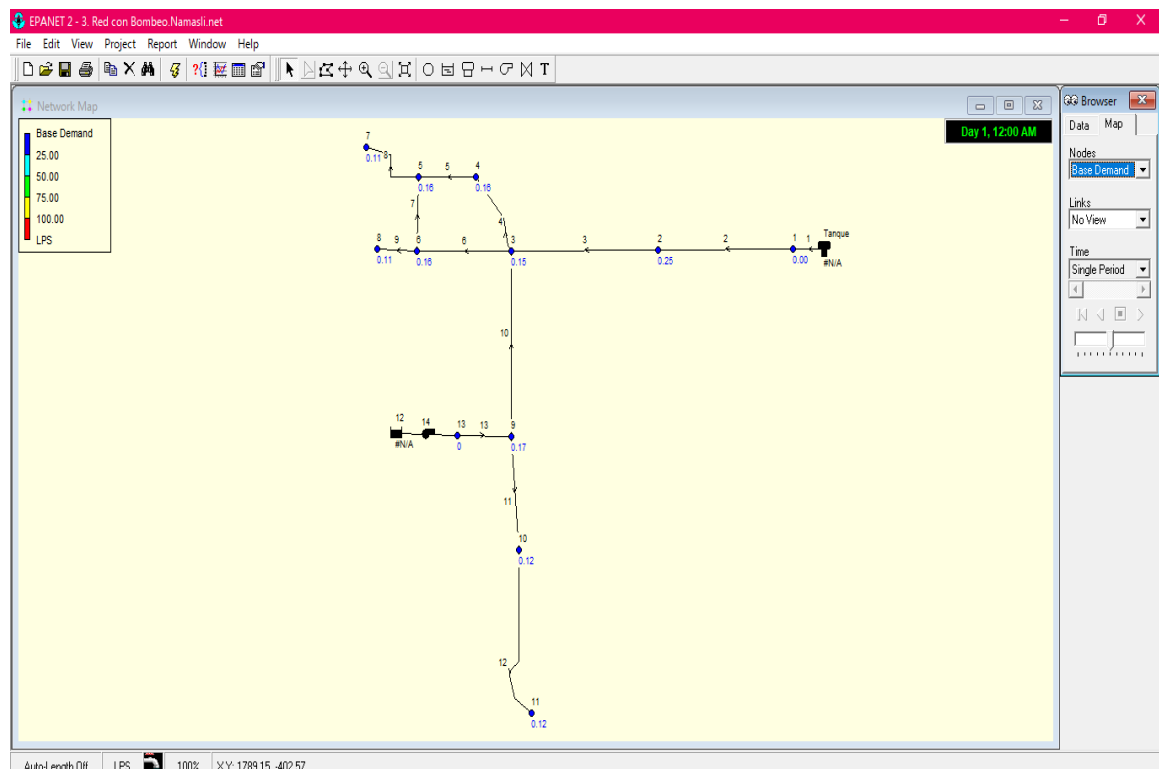 EPANET 2 - 3. Red con Bombeo.Namasli.net
File Edit View Project Report Window Help
T
Network Map
Base Demand
25.00
50.00
75.00
100.00
LPS
Day 1, 12:00 AM
7
0.11
8
5
0.16
5
4
0.16
7
4
8
0.11
9
6
0.16
6
3
0.15
3
2
0.25
2
1
0.00
1
Tanque
#N/A
10
12
#N/A
14
13
0
13
9
0.17
11
10
0.12
12
11
0.12
Browser
Data Map
Nodes
Base Demand
Links
No View
Time
Single Period
Auto-Length Off LPS 100% X,Y: 1789.15, -402.57